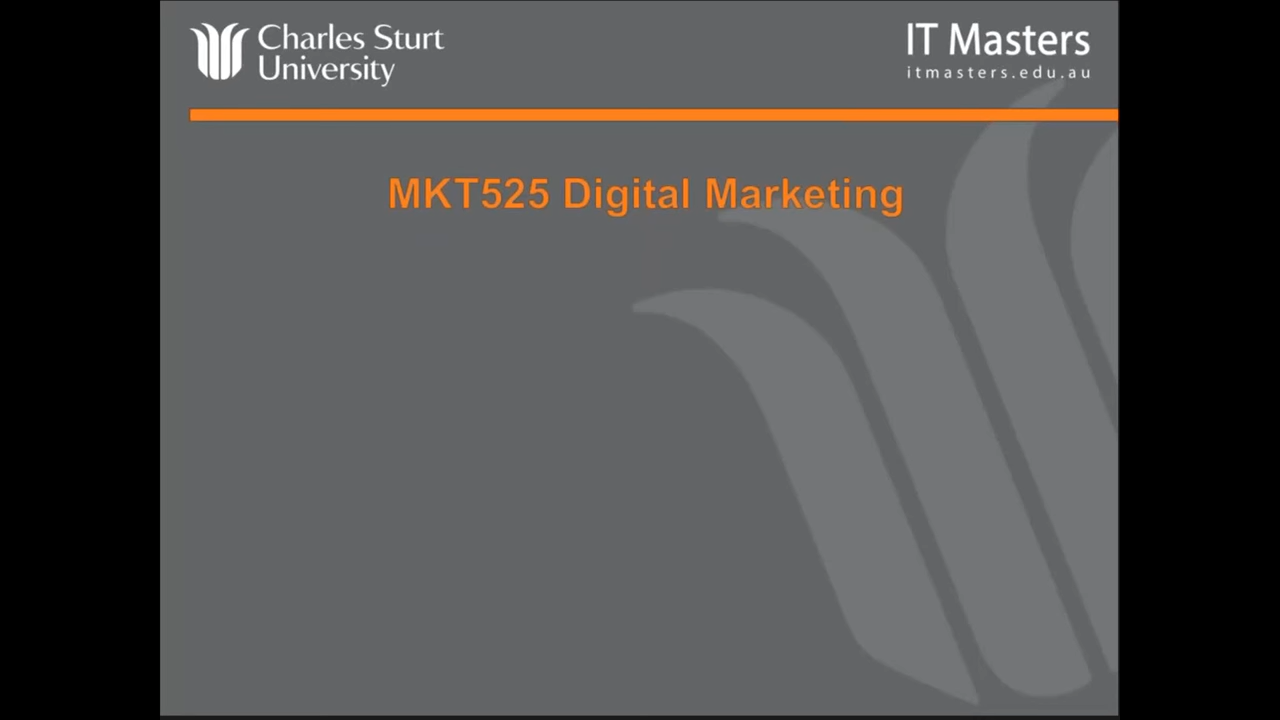 Charles Sturt
University
IT Masters
itmasters.edu.au
MKT525 Digital Marketing